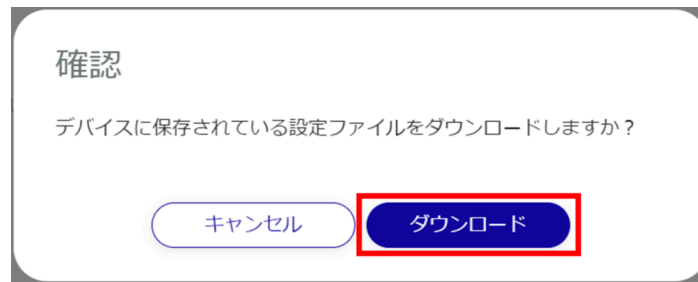 確認
デバイスに保存されている設定ファイルをダウンロードしますか？
キャンセル
ダウンロード